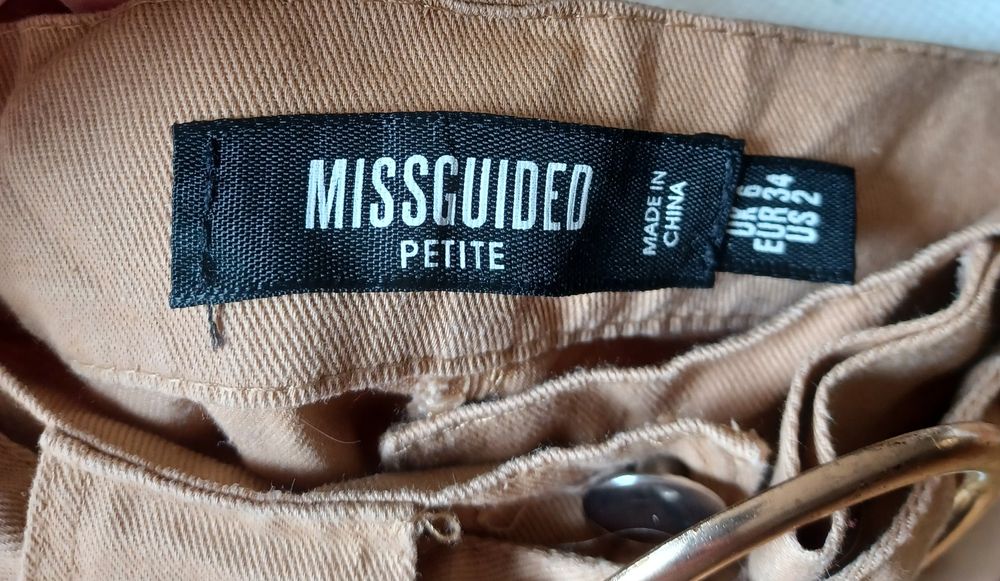 MISSGUIDED
PETITE
MADE IN
CHINA
UK 6
EUR 34
US 2